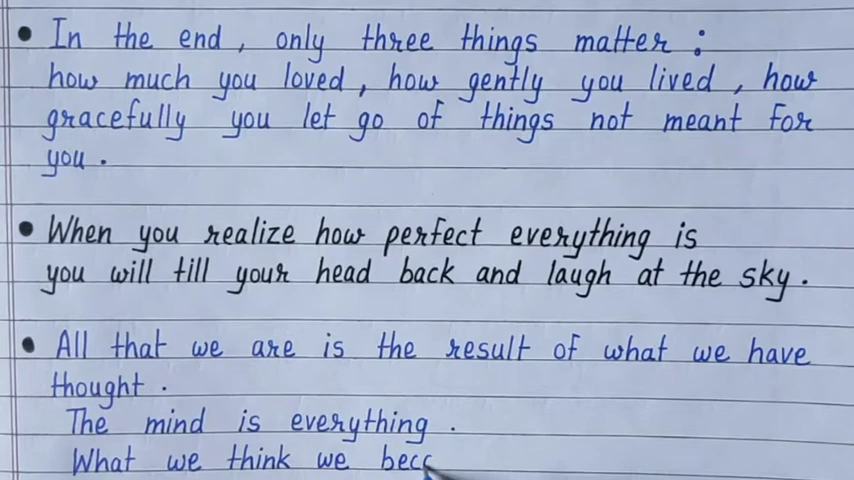 • In the end, only three things matter:
how much you loved, how gently you lived, how
gracefully you let go of things not meant for
you.
• When you realize how perfect everything is
you will till your head back and laugh at the sky.
• All that we are is the result of what we have
thought.
The mind is everything.
What we think we bec